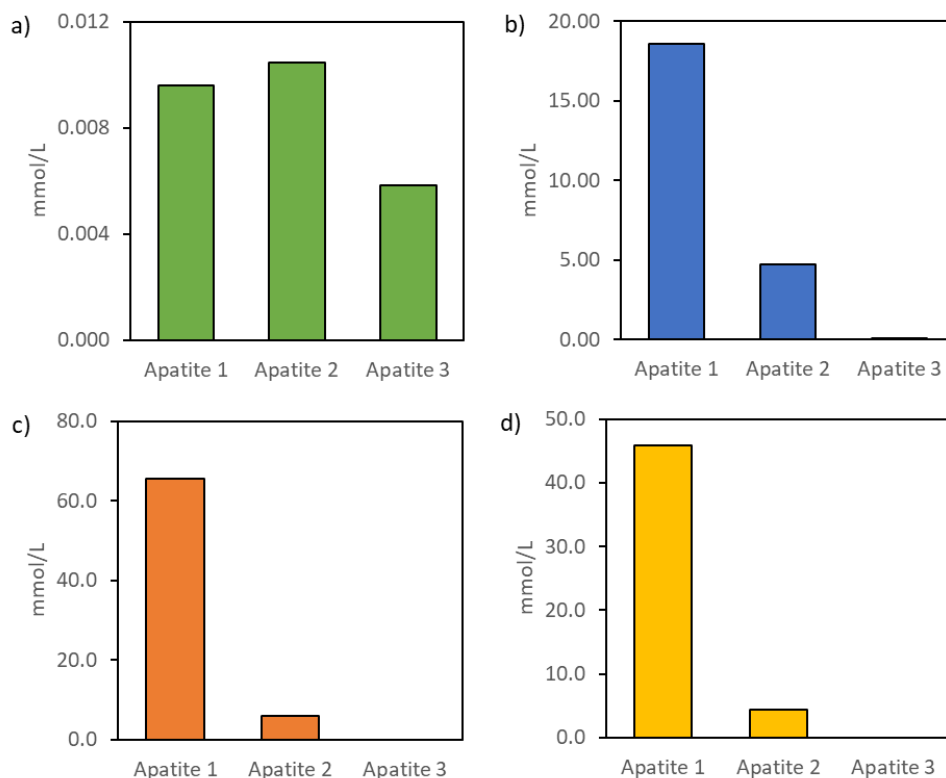 a)
0.012
0.008
0.004
0.000
mmol/L
Apatite 1 Apatite 2 Apatite 3
b)
20.00
15.00
10.00
5.00
0.00
mmol/L
Apatite 1 Apatite 2 Apatite 3
c)
80.0
60.0
40.0
20.0
0.0
mmol/L
Apatite 1 Apatite 2 Apatite 3
d)
50.0
40.0
30.0
20.0
10.0
0.0
mmol/L
Apatite 1 Apatite 2 Apatite 3